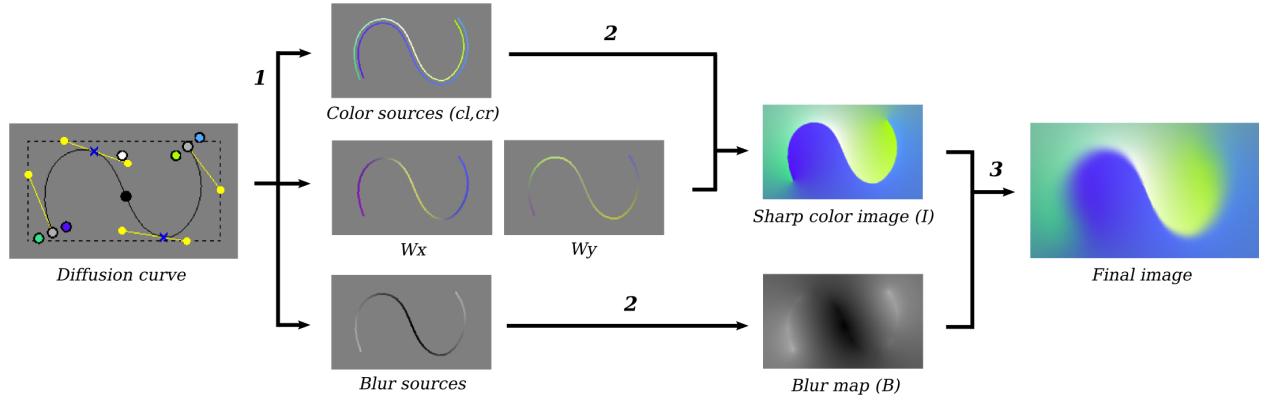 1
2
Color sources (cl,cr)
Diffusion curve
Wx
Wy
Sharp color image (I)
3
Final image
Blur sources
2
Blur map (B)